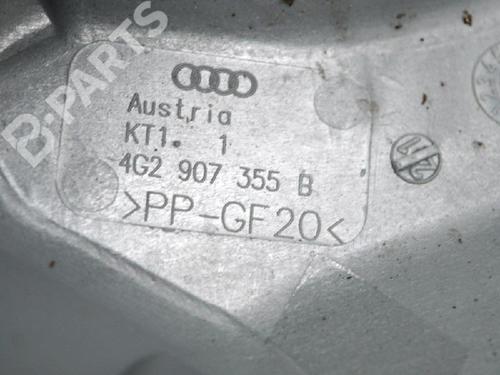 B-PARTS
Austria
KT1. 1
4G2 907 355 B
>PP-GF20<